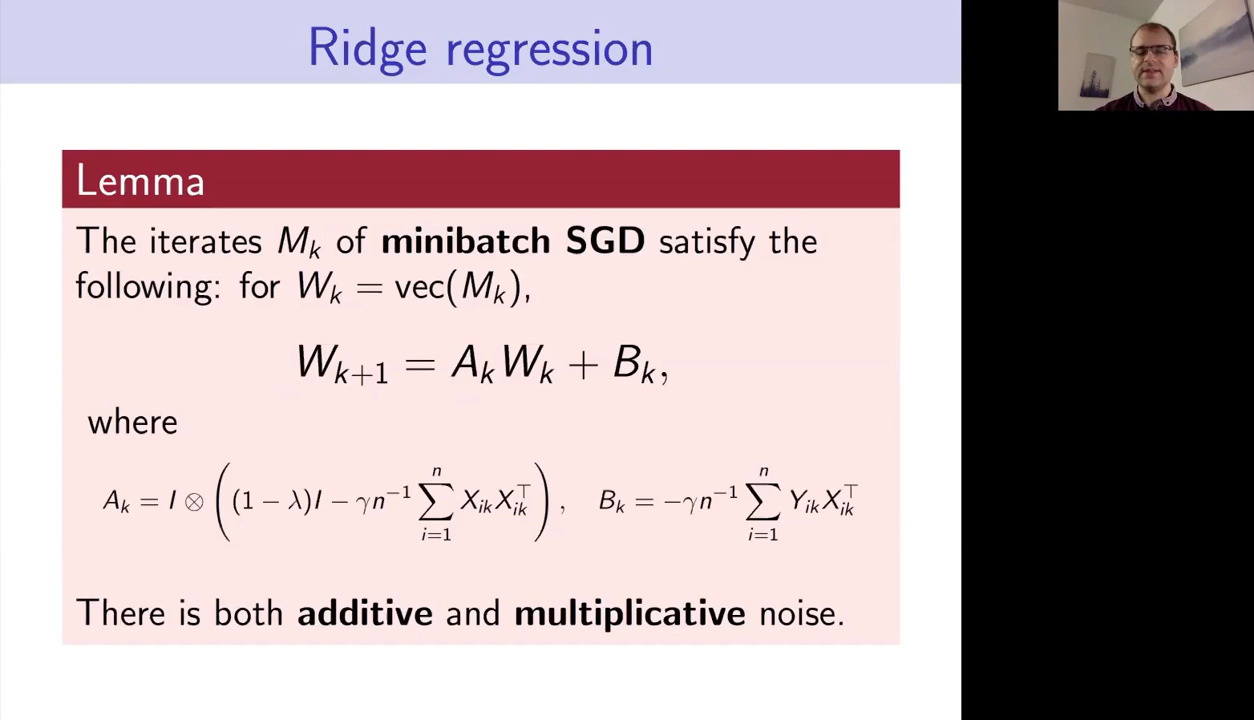 Ridge regression
Lemma
The iterates M_k of minibatch SGD satisfy the
following: for W_k = vec(M_k),
W_{k+1} = A_k W_k + B_k,
where
A_k = I ⊗ ((1 − λ)I − γn^{−1} ∑_{i=1}^{n} X_{ik}X_{ik}^⊤), B_k = −γn^{−1} ∑_{i=1}^{n} Y_{ik}X_{ik}^⊤
There is both additive and multiplicative noise.